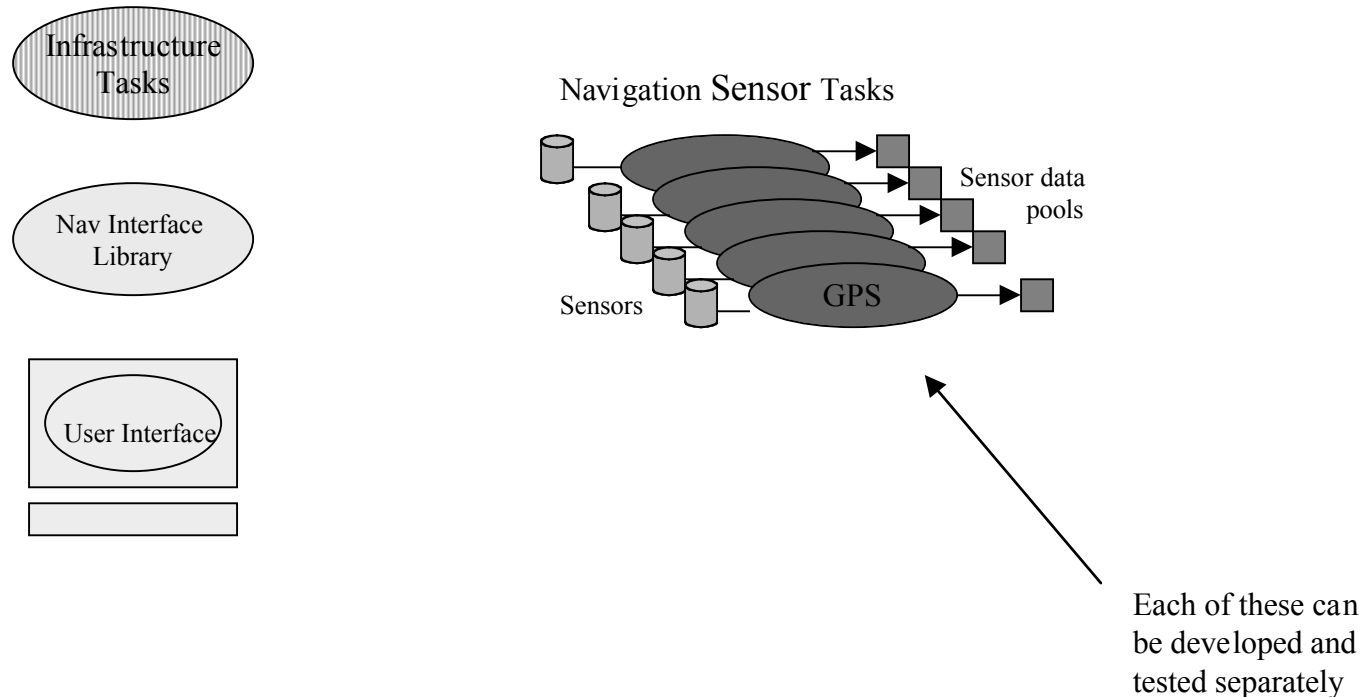 Infrastructure
Tasks
Navigation Sensor Tasks
Sensor data
pools
Nav Interface
Library
Sensors
GPS
User Interface
Each of these can
be developed and
tested separately